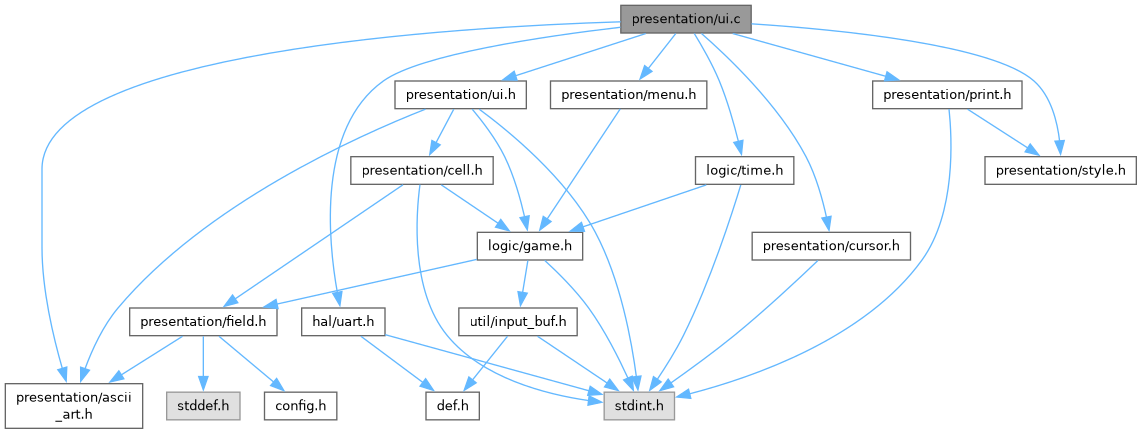 presentation/ui.c
presentation/ui.h
presentation/menu.h
presentation/print.h
presentation/cell.h
logic/time.h
presentation/style.h
logic/game.h
presentation/cursor.h
presentation/field.h
hal/uart.h
util/input_buf.h
presentation/ascii
_art.h
stddef.h
config.h
def.h
stdint.h